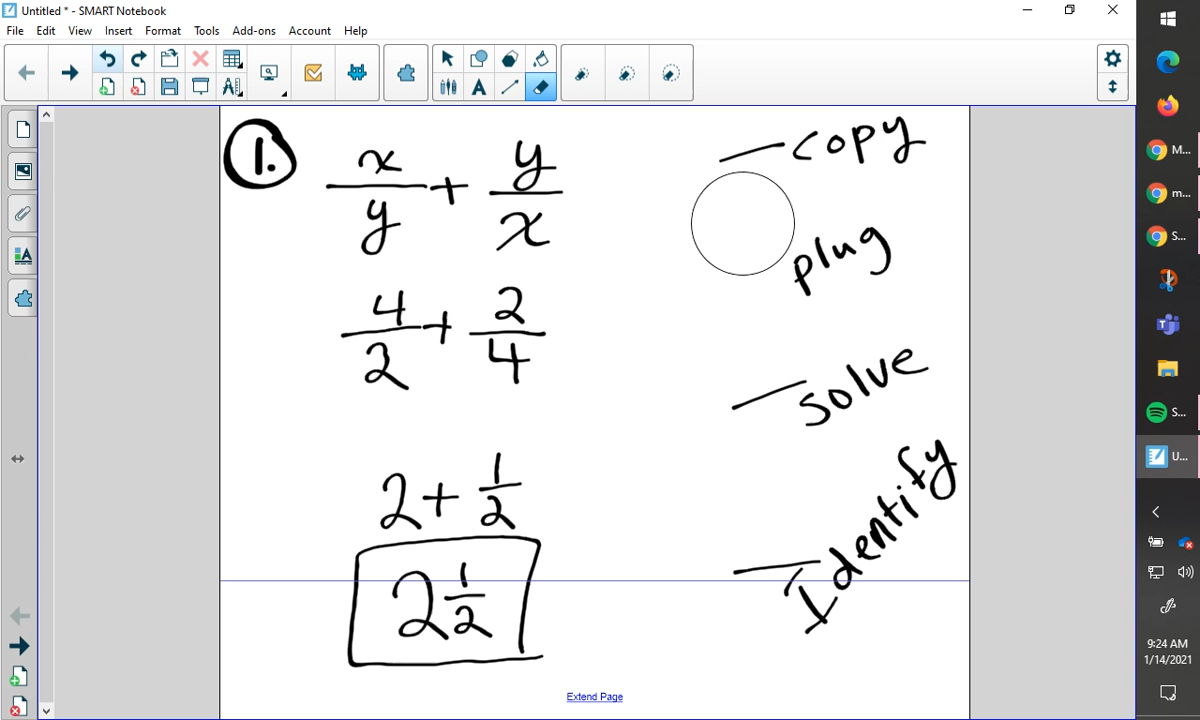 Untitled * - SMART Notebook
File Edit View Insert Format Tools Add-ons Account Help
1.
x/y + y/x
copy
plug
4/2 + 2/4
solve
2 + 1/2
Identify
2 1/2
Extend Page
M...
m...
S...
S...
U...
9:24 AM
1/14/2021